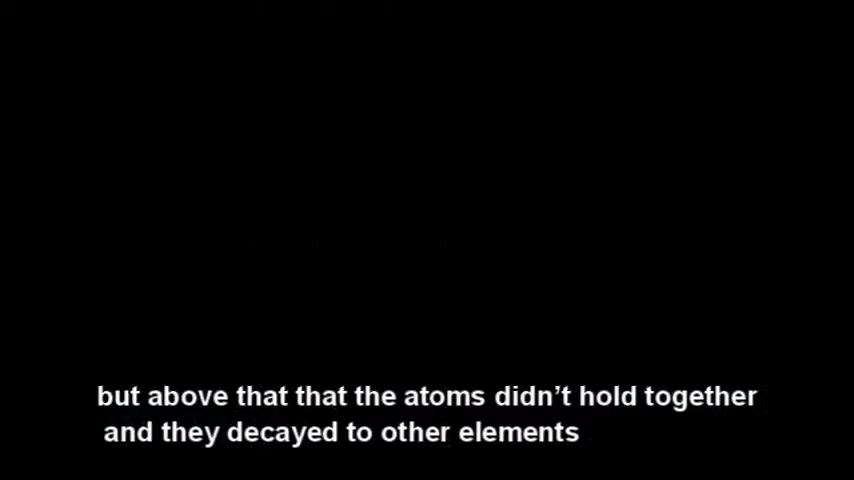 but above that that the atoms didn’t hold together
and they decayed to other elements